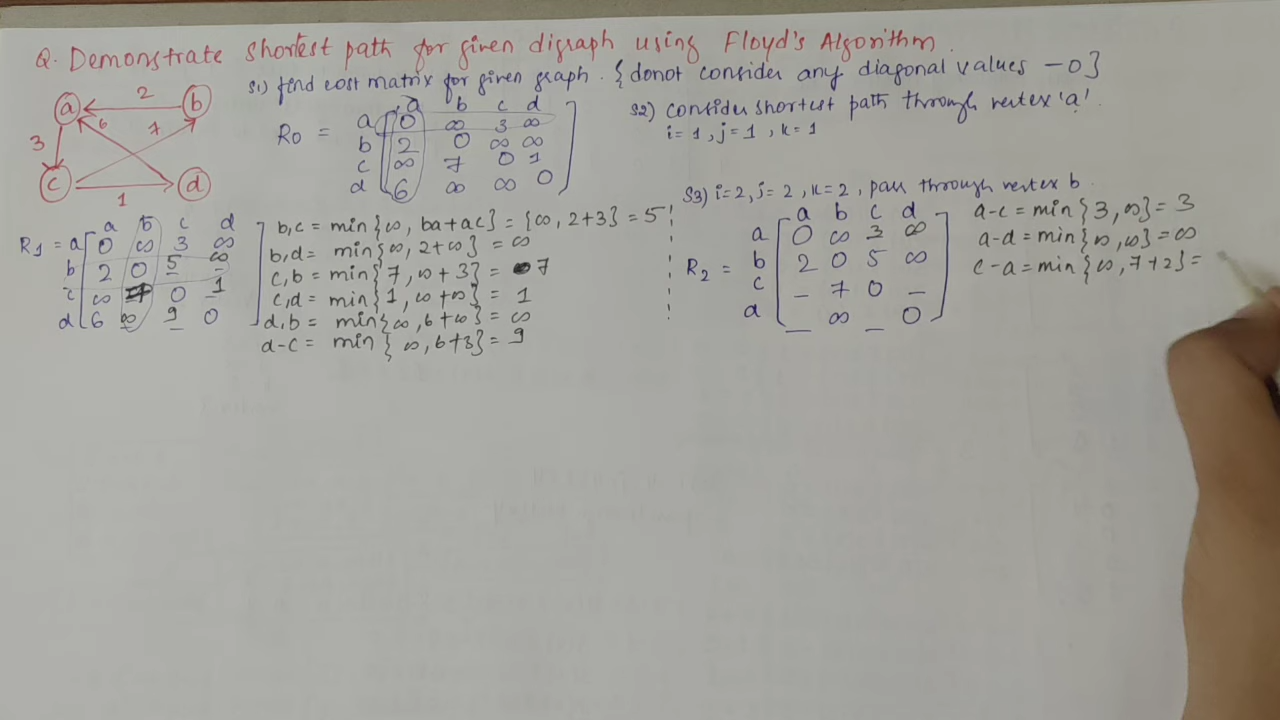 Q. Demonstrate shortest path for given digraph using Floyd's Algorithm.
S1) find cost matrix for given graph. {donot consider any diagonal values -0}
a 2 b
3 6 7
c 1 d
a b c d
R0 = a 0 ∞ 3 ∞
b 2 0 ∞ ∞
c ∞ 7 0 1
d 6 ∞ ∞ 0
S2) consider shortest path through vertex 'a'.
i=1, j=1, k=1
a b c d
R1 = a 0 ∞ 3 ∞
b 2 0 5 ∞
c ∞ 7 0 1
d 6 ∞ 9 0
b,c = min{∞, ba+ac} = {∞, 2+3} = 5
b,d = min{∞, 2+∞} = ∞
c,b = min{7, ∞+3} = 7
c,d = min{1, ∞+∞} = 1
d,b = min{∞, 6+∞} = ∞
d-c = min{∞, 6+3} = 9
S3) i=2, j=2, k=2, pass through vertex b.
a b c d
a 0 ∞ 3 ∞
R2 = b 2 0 5 ∞
c _ 7 0 _
d _ ∞ _ 0
a-c = min{3, ∞} = 3
a-d = min{∞, ∞} = ∞
c-a = min{∞, 7+2} =